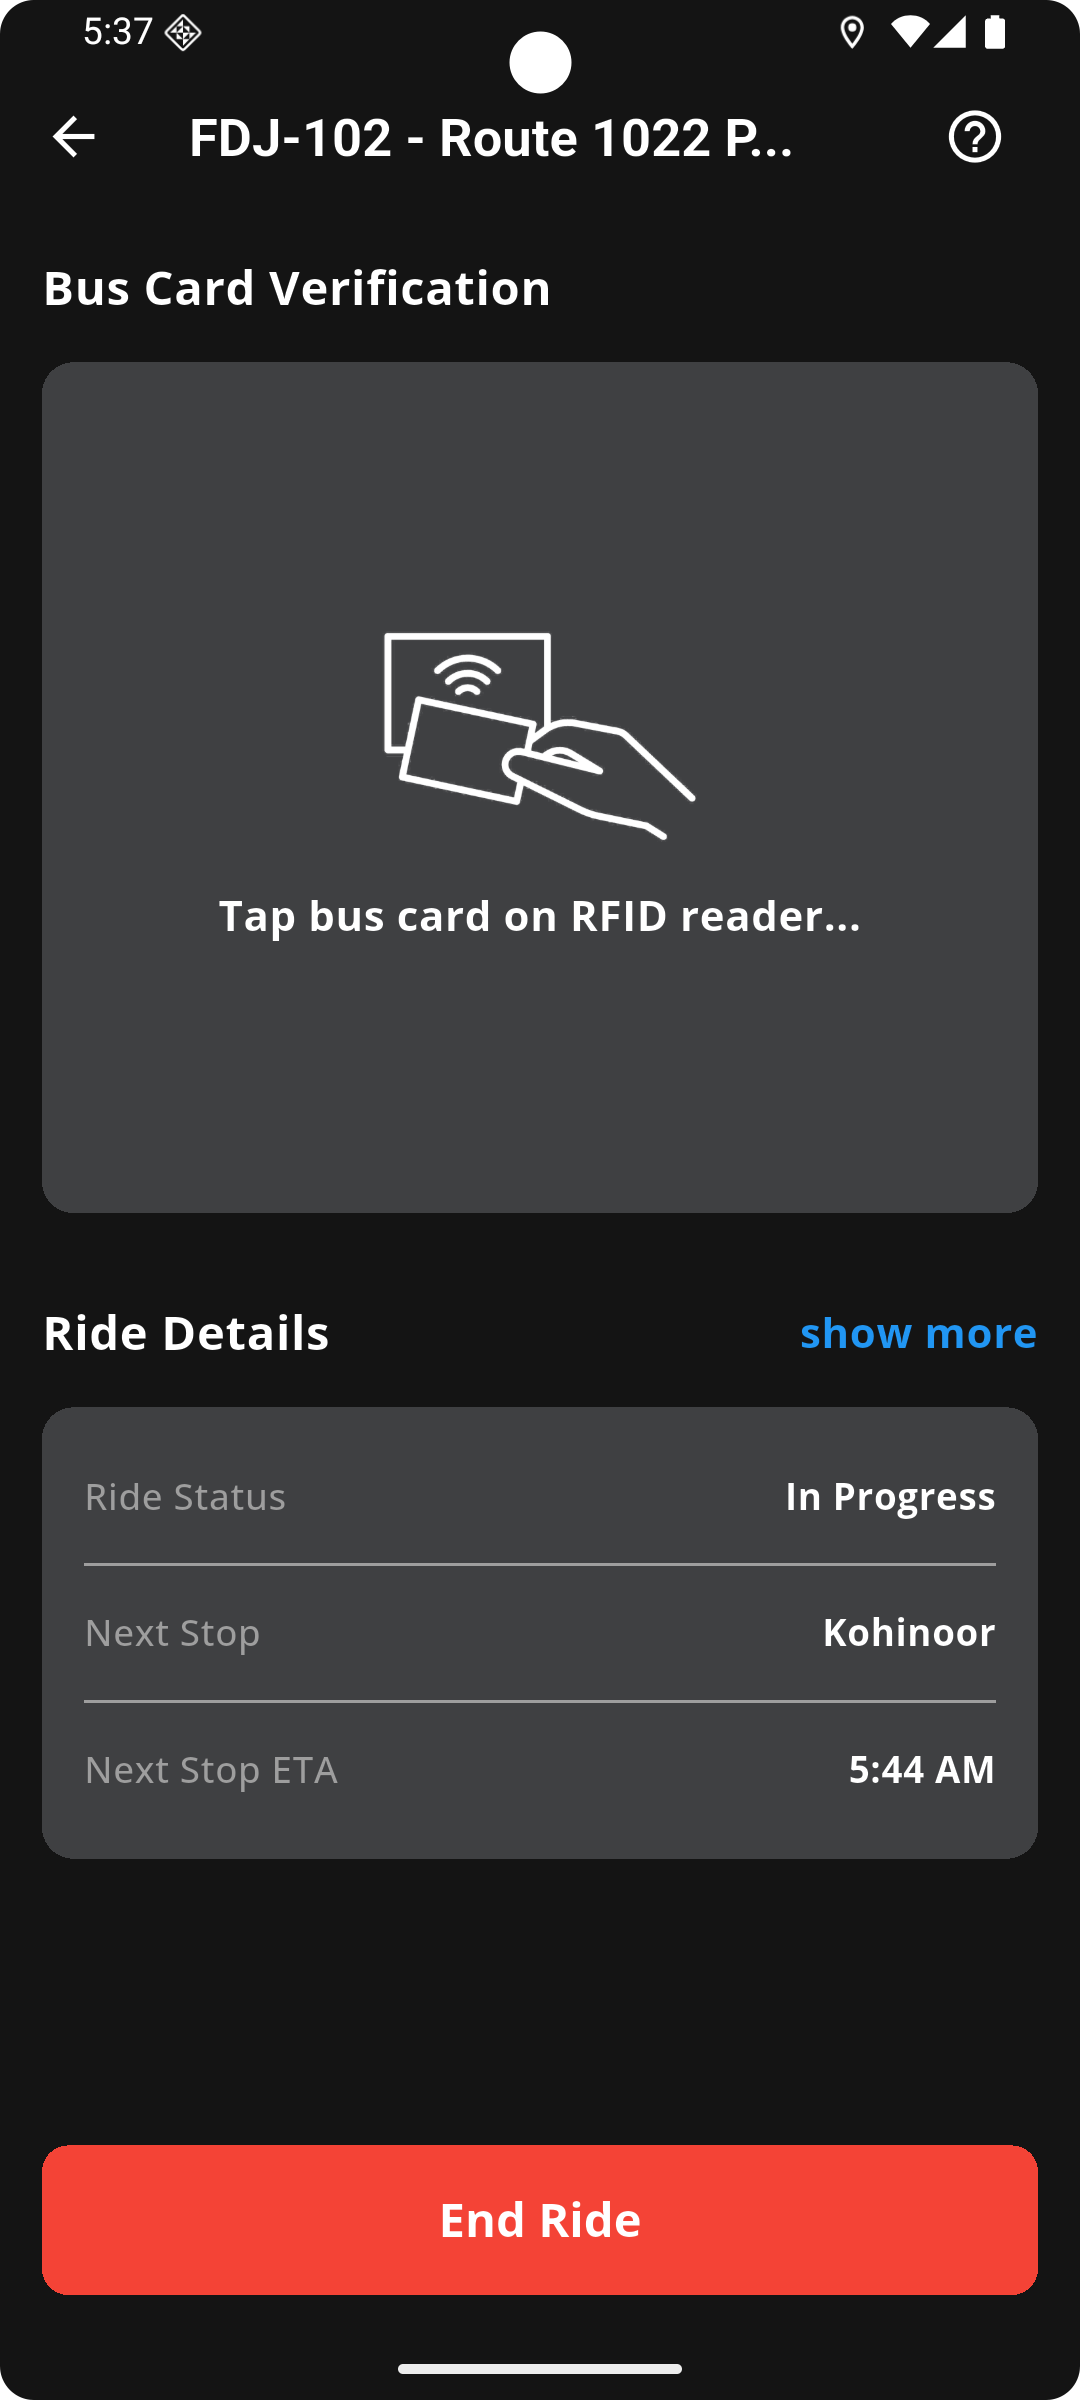 5:37
FDJ-102 - Route 1022 P...
Bus Card Verification
Tap bus card on RFID reader...
Ride Details
show more
Ride Status
In Progress
Next Stop
Kohinoor
Next Stop ETA
5:44 AM
End Ride